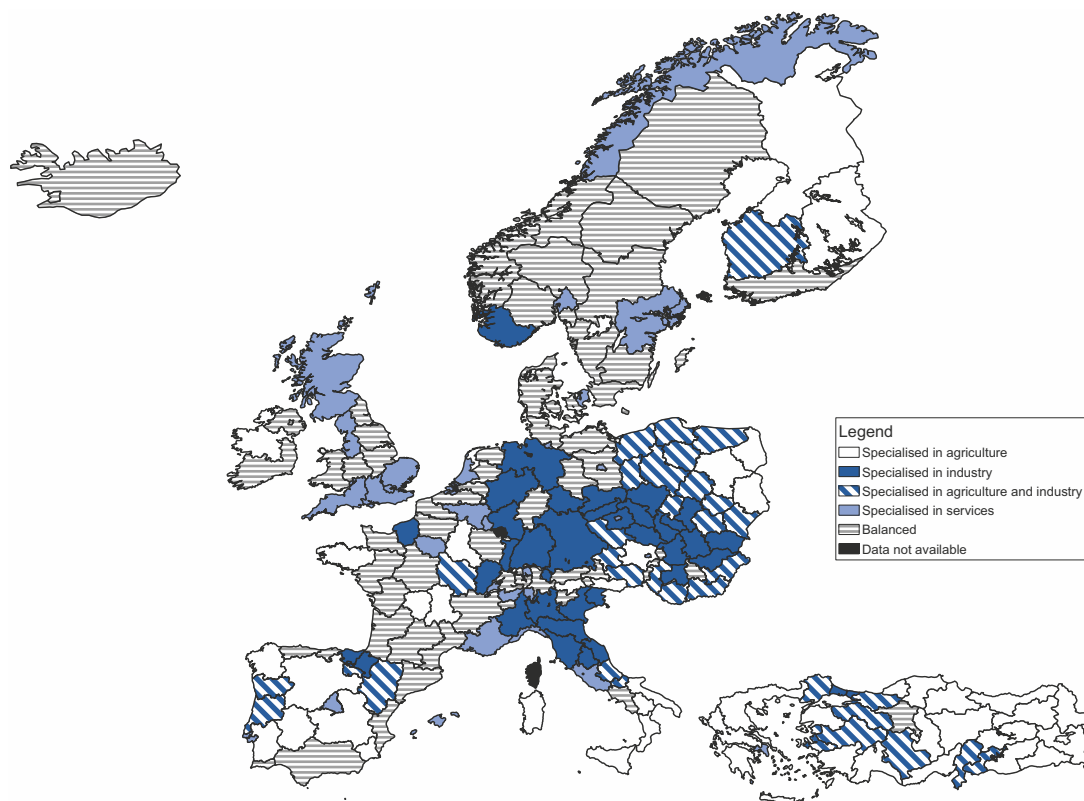 Legend
Specialised in agriculture
Specialised in industry
Specialised in agriculture and industry
Specialised in services
Balanced
Data not available